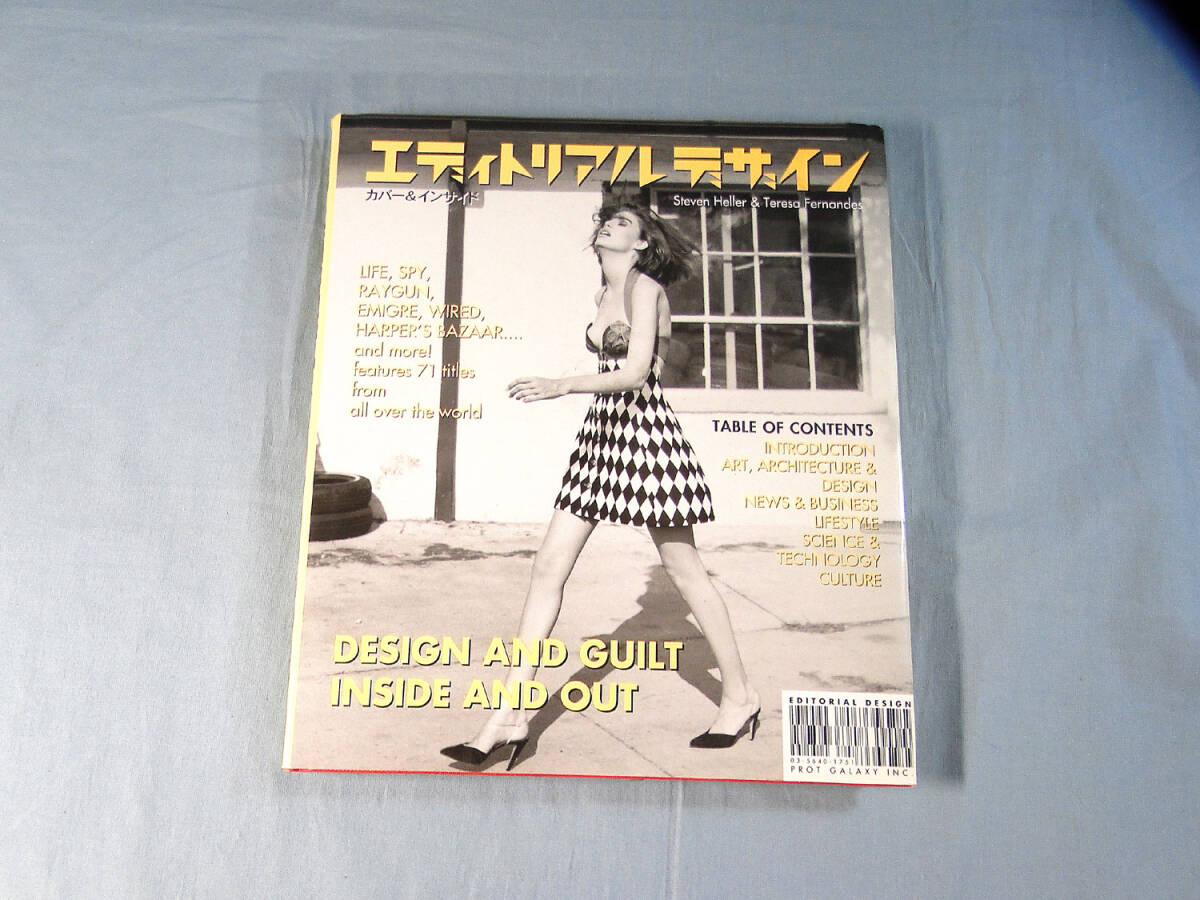 エディトリアルデザイン
カバー&インサイド
Steven Heller & Teresa Fernandes
LIFE, SPY,
RAYGUN,
EMIGRE, WIRED,
HARPER'S BAZAAR....
and more!
features 71 titles
from
all over the world
TABLE OF CONTENTS
INTRODUCTION
ART, ARCHITECTURE &
DESIGN
NEWS & BUSINESS
LIFESTYLE
SCIENCE &
TECHNOLOGY
CULTURE
DESIGN AND GUILT
INSIDE AND OUT
EDITORIAL DESIGN
03-5640-1751
PROT GALAXY INC.